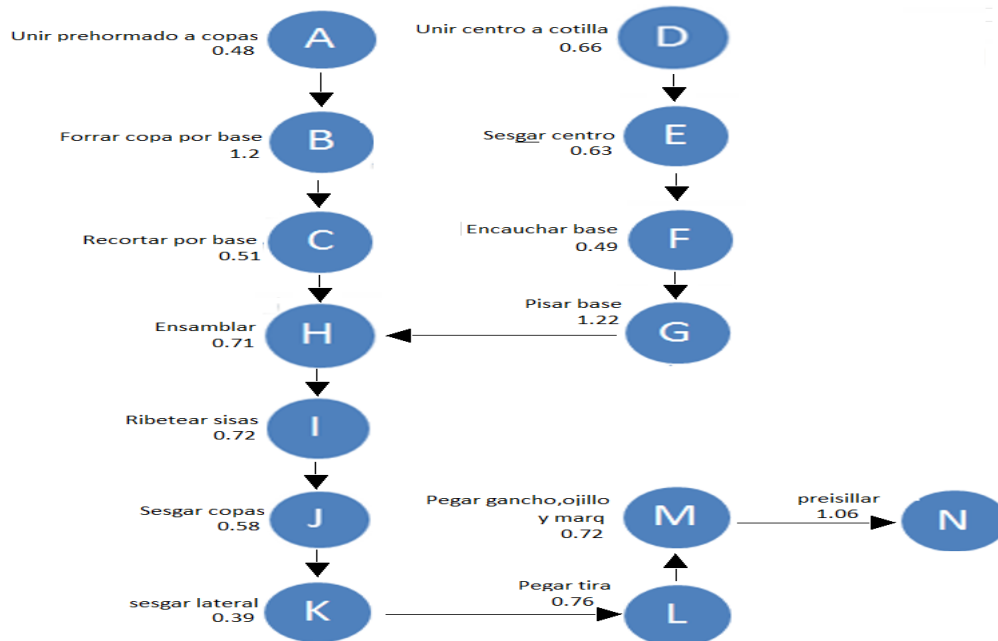 Unir prehormado a copas
0.48
A
Unir centro a cotilla
0.66
D
Forrar copa por base
1.2
B
Sesgar centro
0.63
E
Recortar por base
0.51
C
Encauchar base
0.49
F
Ensamblar
0.71
H
Pisar base
1.22
G
Ribetear sisas
0.72
I
Sesgar copas
0.58
J
Pegar gancho,ojillo
y marq
0.72
M
preisillar
1.06
N
sesgar lateral
0.39
K
Pegar tira
0.76
L